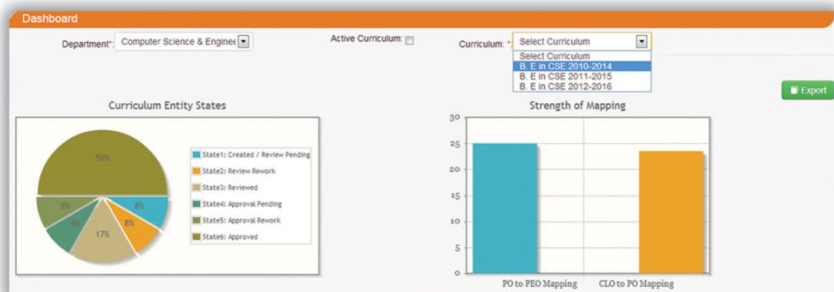 Dashboard
Department*: Computer Science & Enginee
Active Curriculum:
Curriculum: *: Select Curriculum
Select Curriculum
B. E in CSE 2010-2014
B. E in CSE 2011-2015
B. E in CSE 2012-2016
Export
Curriculum Entity States
50%
8%
8%
17%
8%
8%
State1: Created / Review Pending
State2: Review Rework
State3: Reviewed
State4: Approval Pending
State5: Approval Rework
State6: Approved
Strength of Mapping
30
25
20
15
10
5
0
PO to PEO Mapping
CLO to PO Mapping